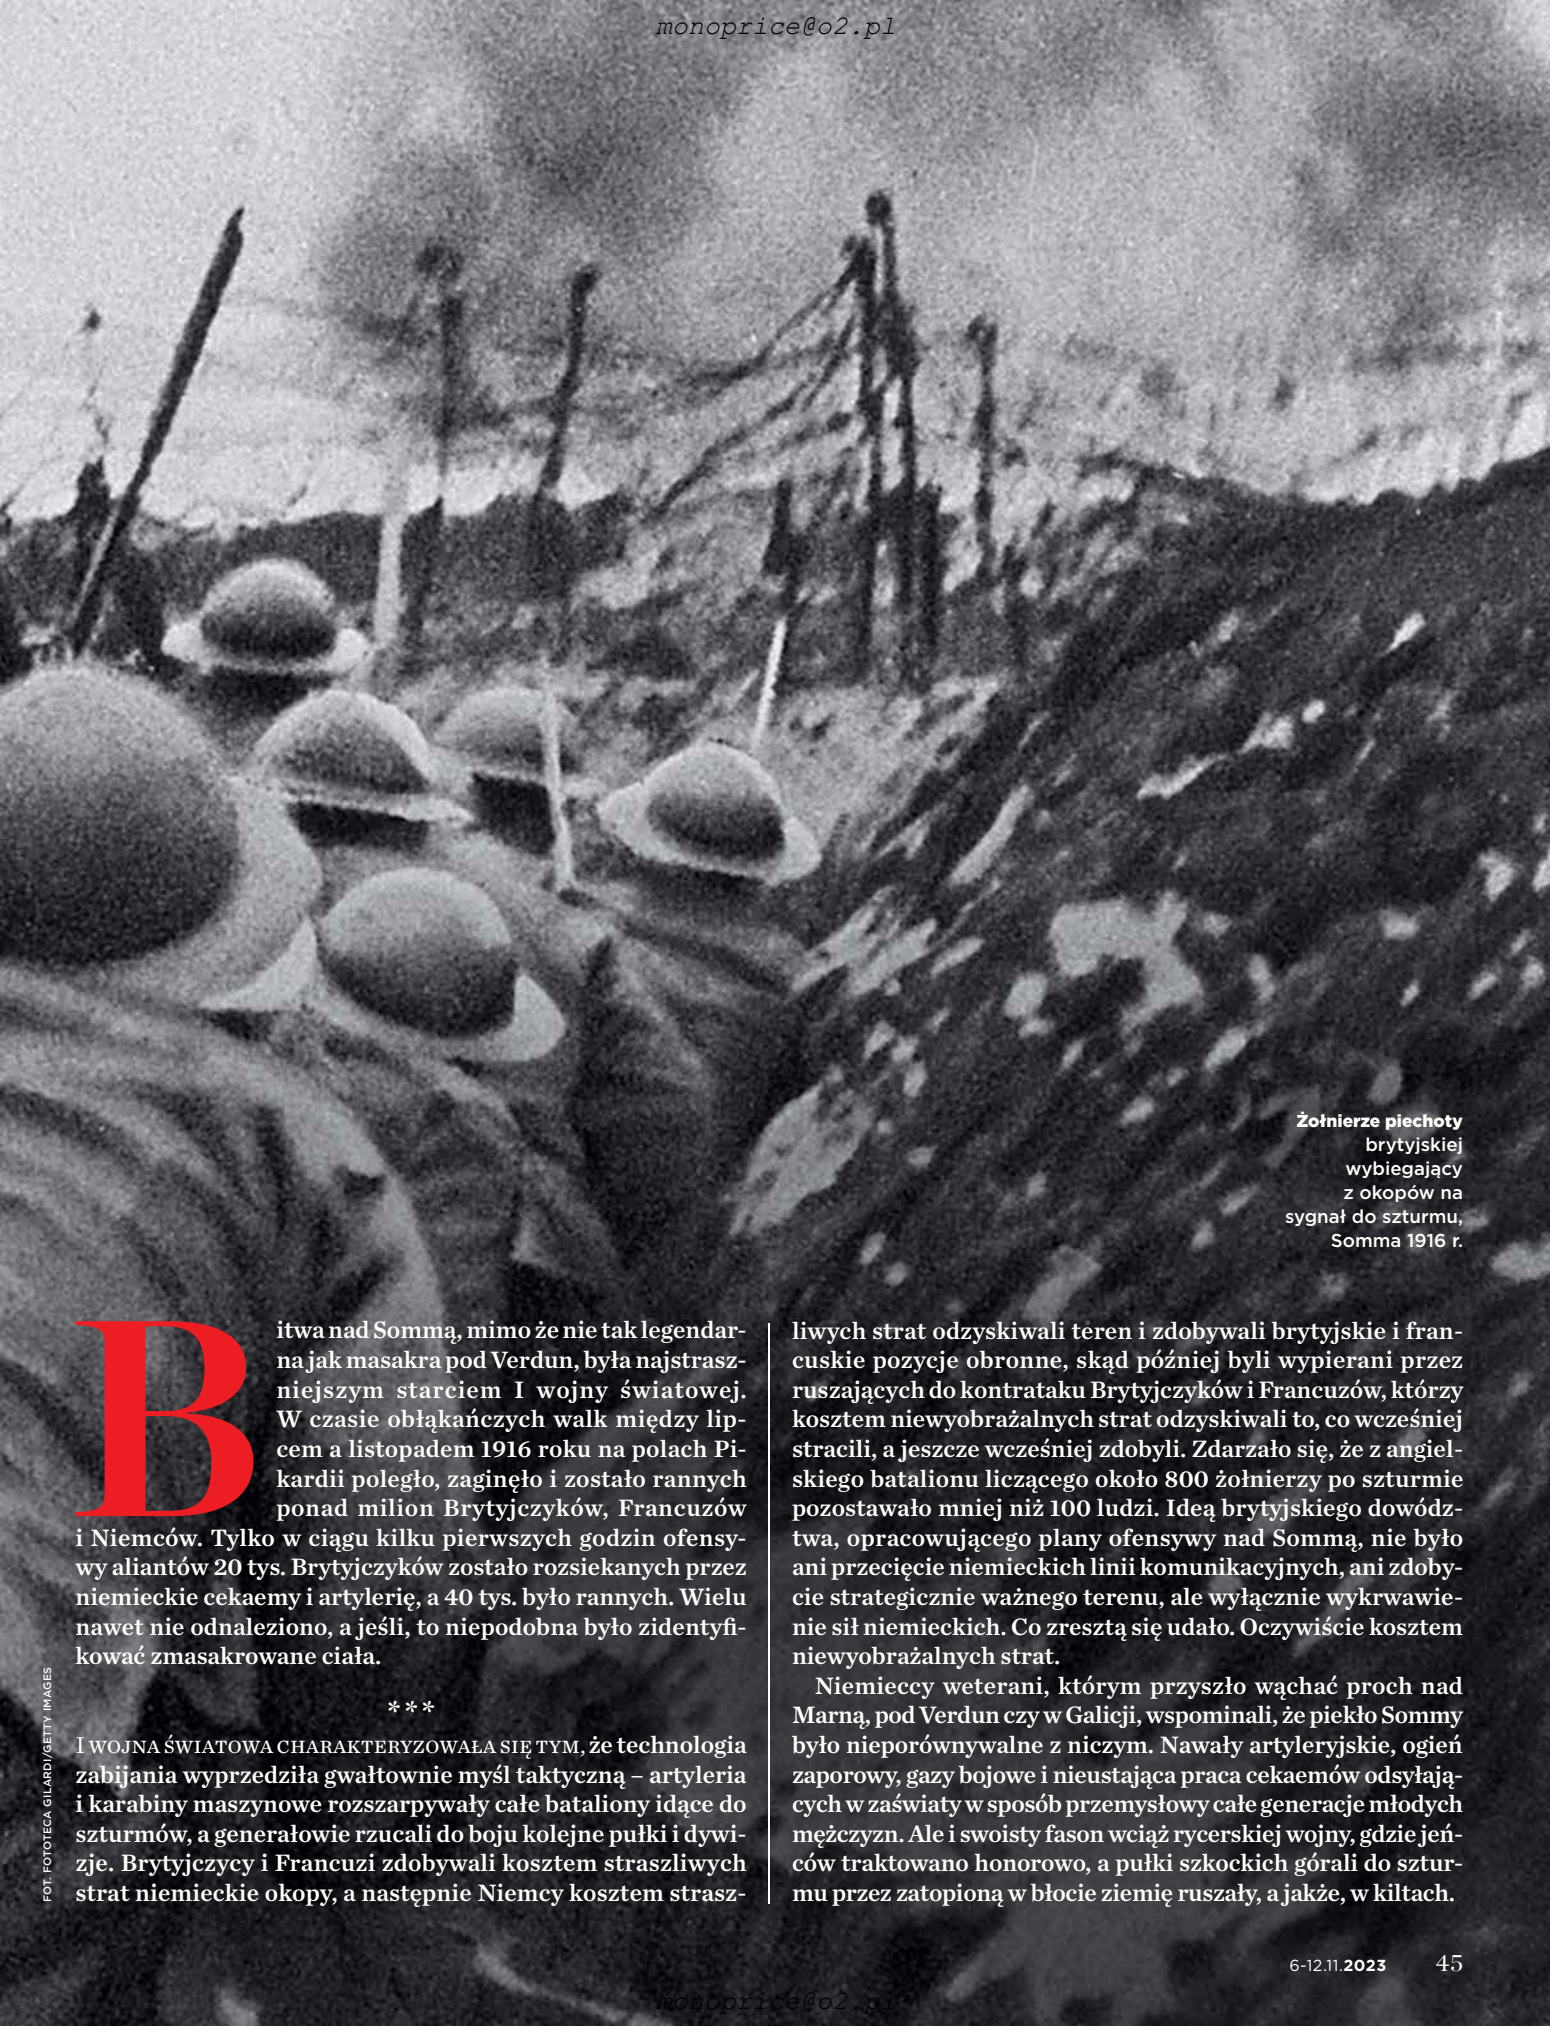 monoprice@o2.pl
Żołnierze piechoty
brytyjskiej
wybiegający
z okopów na
sygnał do szturmu,
Somma 1916 r.
Bitwa nad Sommą, mimo że nie tak legendar-
na jak masakra pod Verdun, była najstrasz-
niejszym starciem I wojny światowej.
W czasie obłąkańczych walk między lip-
cem a listopadem 1916 roku na polach Pi-
kardii poległo, zaginęło i zostało rannych
ponad milion Brytyjczyków, Francuzów
i Niemców. Tylko w ciągu kilku pierwszych godzin ofensy-
wy aliantów 20 tys. Brytyjczyków zostało rozsiekanych przez
niemieckie cekaemy i artylerię, a 40 tys. było rannych. Wielu
nawet nie odnaleziono, a jeśli, to niepodobna było zidentyfi-
kować zmasakrowane ciała.
***
I WOJNA ŚWIATOWA CHARAKTERYZOWAŁA SIĘ TYM, że technologia
zabijania wyprzedziła gwałtownie myśl taktyczną – artyleria
i karabiny maszynowe rozszarpywały całe bataliony idące do
szturmów, a generałowie rzucali do boju kolejne pułki i dywi-
zje. Brytyjczycy i Francuzi zdobywali kosztem straszliwych
strat niemieckie okopy, a następnie Niemcy kosztem strasz-
liwych strat odzyskiwali teren i zdobywali brytyjskie i fran-
cuskie pozycje obronne, skąd później byli wypierani przez
ruszających do kontrataku Brytyjczyków i Francuzów, którzy
kosztem niewyobrażalnych strat odzyskiwali to, co wcześniej
stracili, a jeszcze wcześniej zdobyli. Zdarzało się, że z angiel-
skiego batalionu liczącego około 800 żołnierzy po szturmie
pozostawało mniej niż 100 ludzi. Ideą brytyjskiego dowódz-
twa, opracowującego plany ofensywy nad Sommą, nie było
ani przecięcie niemieckich linii komunikacyjnych, ani zdoby-
cie strategicznie ważnego terenu, ale wyłącznie wykrwawie-
nie sił niemieckich. Co zresztą się udało. Oczywiście kosztem
niewyobrażalnych strat.
Niemieccy weterani, którym przyszło wąchać proch nad
Marną, pod Verdun czy w Galicji, wspominali, że piekło Sommy
było nieporównywalne z niczym. Nawały artyleryjskie, ogień
zaporowy, gazy bojowe i nieustająca praca cekaemów odsyłają-
cych w zaświaty w sposób przemysłowy całe generacje młodych
mężczyzn. Ale i swoisty fason wciąż rycerskiej wojny, gdzie jeń-
ców traktowano honorowo, a pułki szkockich górali do sztur-
mu przez zatopioną w błocie ziemię ruszały, a jakże, w kiltach.
FOT. FOTOTECA GILARDI/GETTY IMAGES
6-12.11.2023 45
monoprice@o2.pl